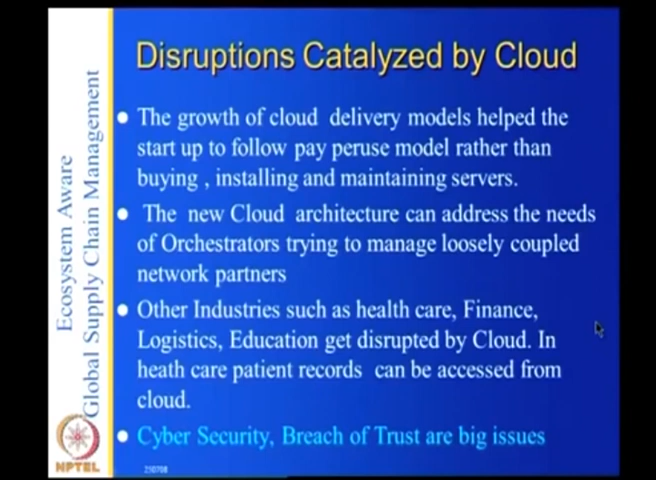 Disruptions Catalyzed by Cloud
The growth of cloud delivery models helped the
start up to follow pay peruse model rather than
buying , installing and maintaining servers.
The new Cloud architecture can address the needs
of Orchestrators trying to manage loosely coupled
network partners
Other Industries such as health care, Finance,
Logistics, Education get disrupted by Cloud. In
heath care patient records can be accessed from
cloud.
Cyber Security, Breach of Trust are big issues
Ecosystem Aware
Global Supply Chain Management
NPTEL
250708